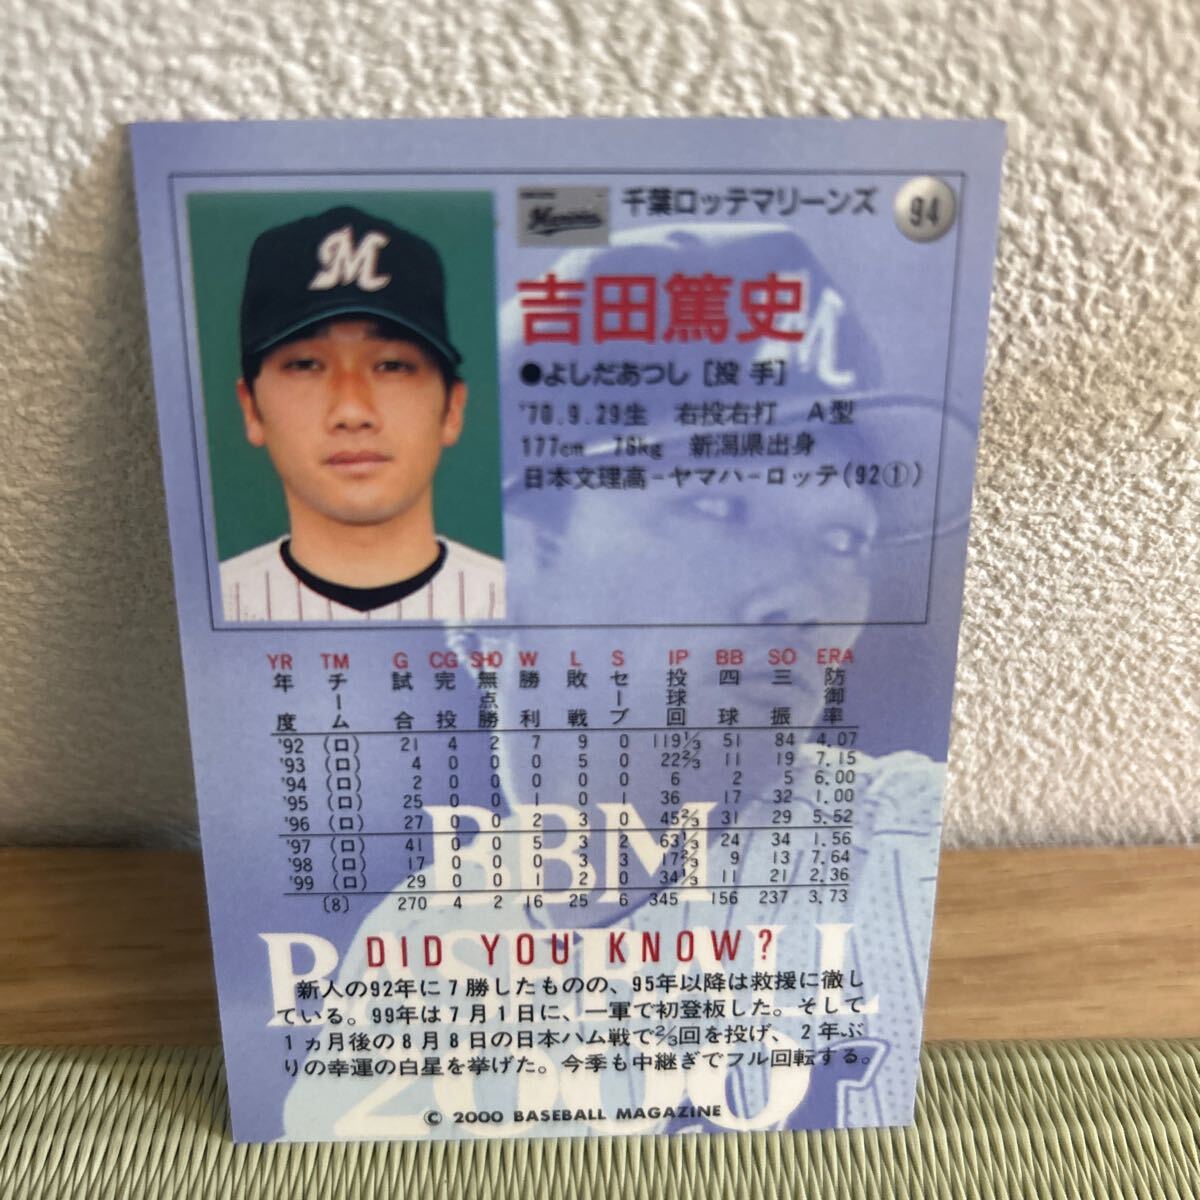 千葉ロッテマリーンズ
94
吉田篤史
●よしだあつし [投 手]
'70.9.29生 右投右打 A型
177cm 76kg 新潟県出身
日本文理高-ヤマハ-ロッテ(92①)
YR TM G CG SHO W L S IP BB SO ERA
年度 チーム 試合 完投 無点勝 勝利 敗戦 セーブ 投球回 四球 三振 防御率
'92 (ロ) 21 4 2 7 9 0 119⅓ 51 84 4.07
'93 (ロ) 4 0 0 0 5 0 22⅔ 11 19 7.15
'94 (ロ) 2 0 0 0 0 0 6 2 5 6.00
'95 (ロ) 25 0 0 1 0 1 36 17 32 1.00
'96 (ロ) 27 0 0 2 3 0 45⅔ 31 29 5.52
'97 (ロ) 41 0 0 5 3 2 63⅓ 24 34 1.56
'98 (ロ) 17 0 0 0 3 3 17⅔ 9 13 7.64
'99 (ロ) 29 0 0 1 2 0 34⅓ 11 21 2.36
(8) 270 4 2 16 25 6 345 156 237 3.73
BBM
BASEBALL
2000
DID YOU KNOW?
新人の92年に7勝したものの、95年以降は救援に徹し
ている。99年は7月1日に、一軍で初登板した。そして
1ヵ月後の8月8日の日本ハム戦で⅔回を投げ、2年ぶ
りの幸運の白星を挙げた。今季も中継ぎでフル回転する。
© 2000 BASEBALL MAGAZINE